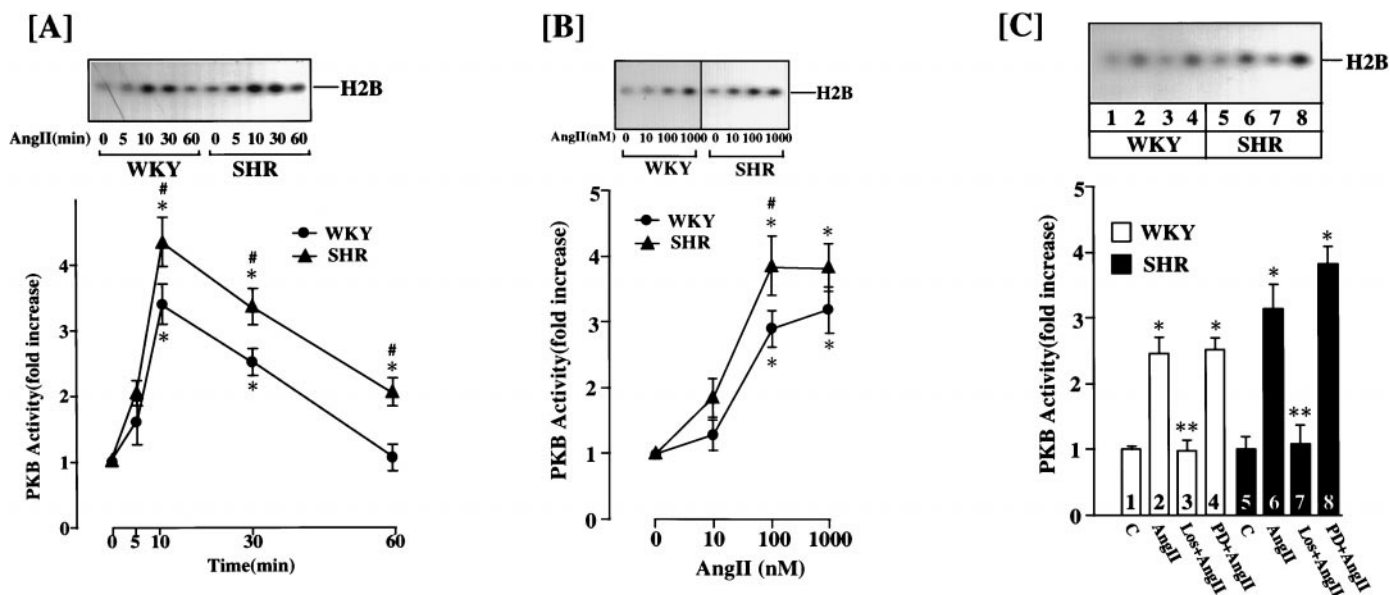 [A]
H2B
AngII(min) 0 5 10 30 60 0 5 10 30 60
WKY SHR
PKB Activity(fold increase)
4
3
2
1
0
WKY
SHR
#
*
#
*
#
*
*
*
0 5 10 30 60
Time(min)
[B]
H2B
AngII(nM) 0 10 100 1000 0 10 100 1000
WKY SHR
PKB Activity (fold increase)
5
4
3
2
1
0
WKY
SHR
#
*
*
*
*
0 10 100 1000
AngII (nM)
[C]
H2B
1 2 3 4 5 6 7 8
WKY SHR
PKB Activity(fold increase)
5
4
3
2
1
0
WKY
SHR
*
**
*
*
**
*
1 2 3 4 5 6 7 8
C AngII Los+AngII PD+AngII C AngII Los+AngII PD+AngII